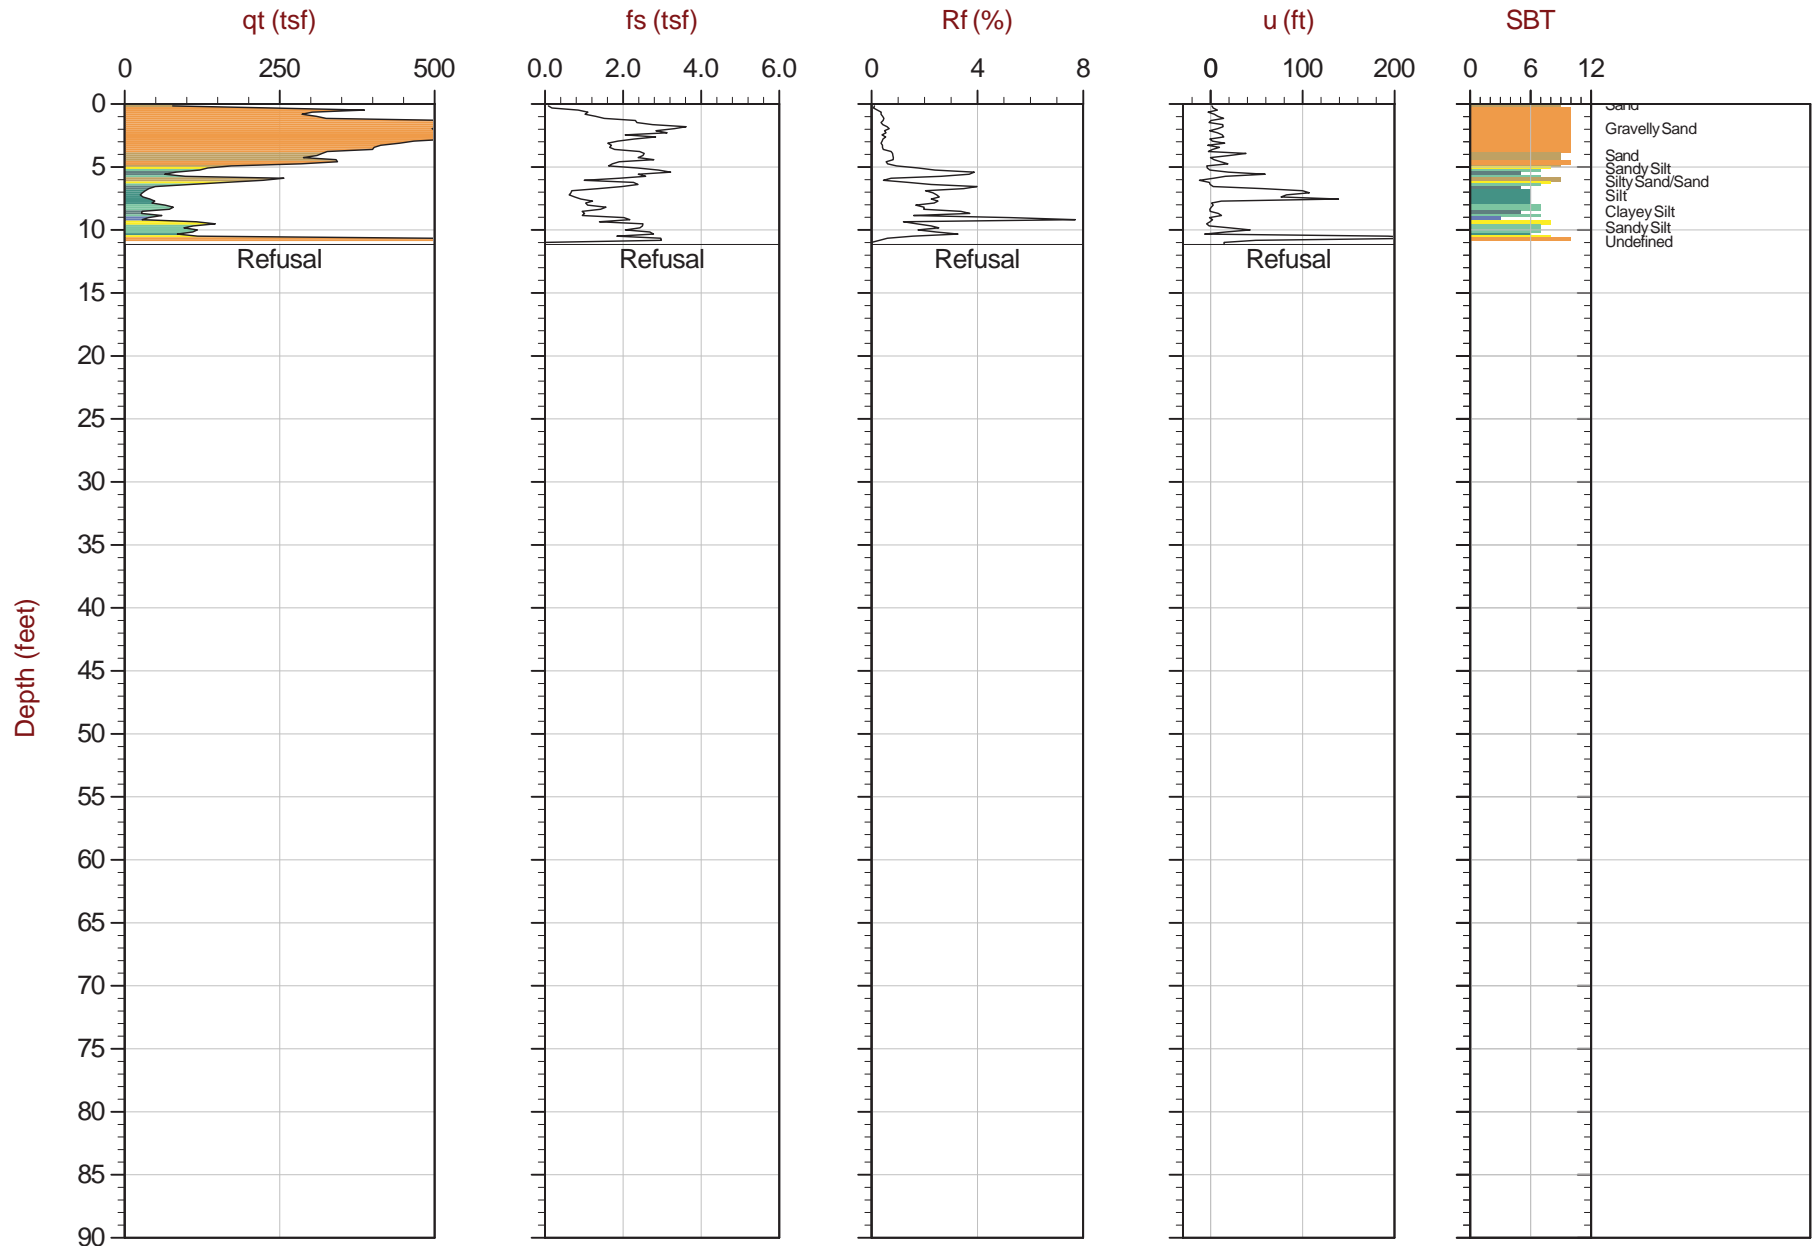 qt (tsf) fs (tsf) Rf (%) u (ft) SBT
0 250 500 0.0 2.0 4.0 6.0 0 4 8 0 100 200 0 6 12
0
Sand
Gravelly Sand
Sand
5
Sandy Silt
Silty Sand/Sand
Silt
Clayey Silt
10
Sandy Silt
Undefined
Refusal Refusal Refusal Refusal
15
20
25
30
35
40
45
50
55
60
65
70
75
80
85
90
Depth (feet)